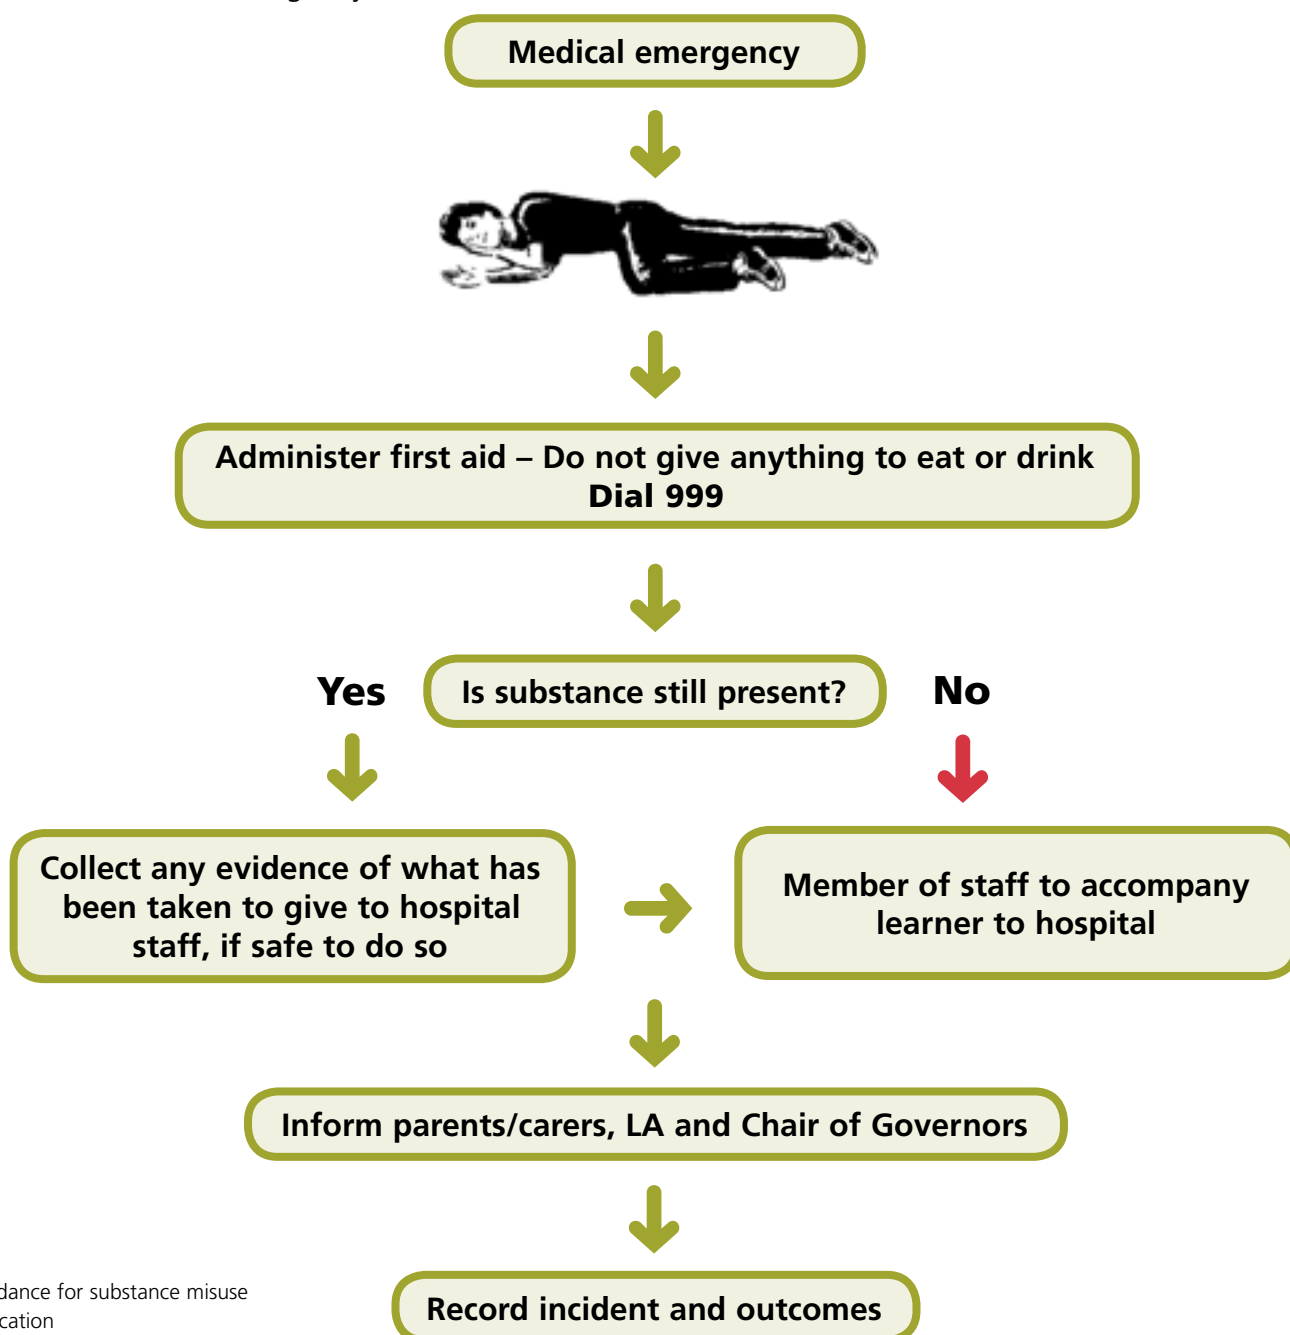 Medical emergency
Administer first aid – Do not give anything to eat or drink
Dial 999
Yes
Is substance still present?
No
Collect any evidence of what has
been taken to give to hospital
staff, if safe to do so
Member of staff to accompany
learner to hospital
Inform parents/carers, LA and Chair of Governors
for substance misuse
Record incident and outcomes